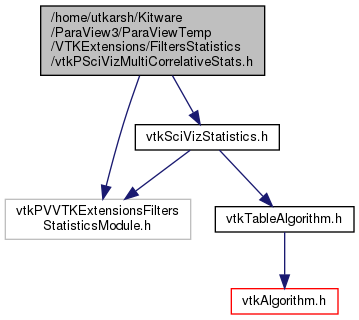 /home/utkarsh/Kitware
/ParaView3/ParaViewTemp
/VTKExtensions/FiltersStatistics
/vtkPSciVizMultiCorrelativeStats.h
vtkSciVizStatistics.h
vtkPVVTKExtensionsFilters
StatisticsModule.h
vtkTableAlgorithm.h
vtkAlgorithm.h